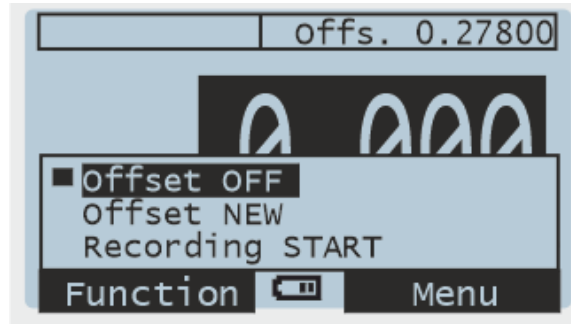 Offs. 0.27800
0.000
Offset OFF
Offset NEW
Recording START
Function Menu